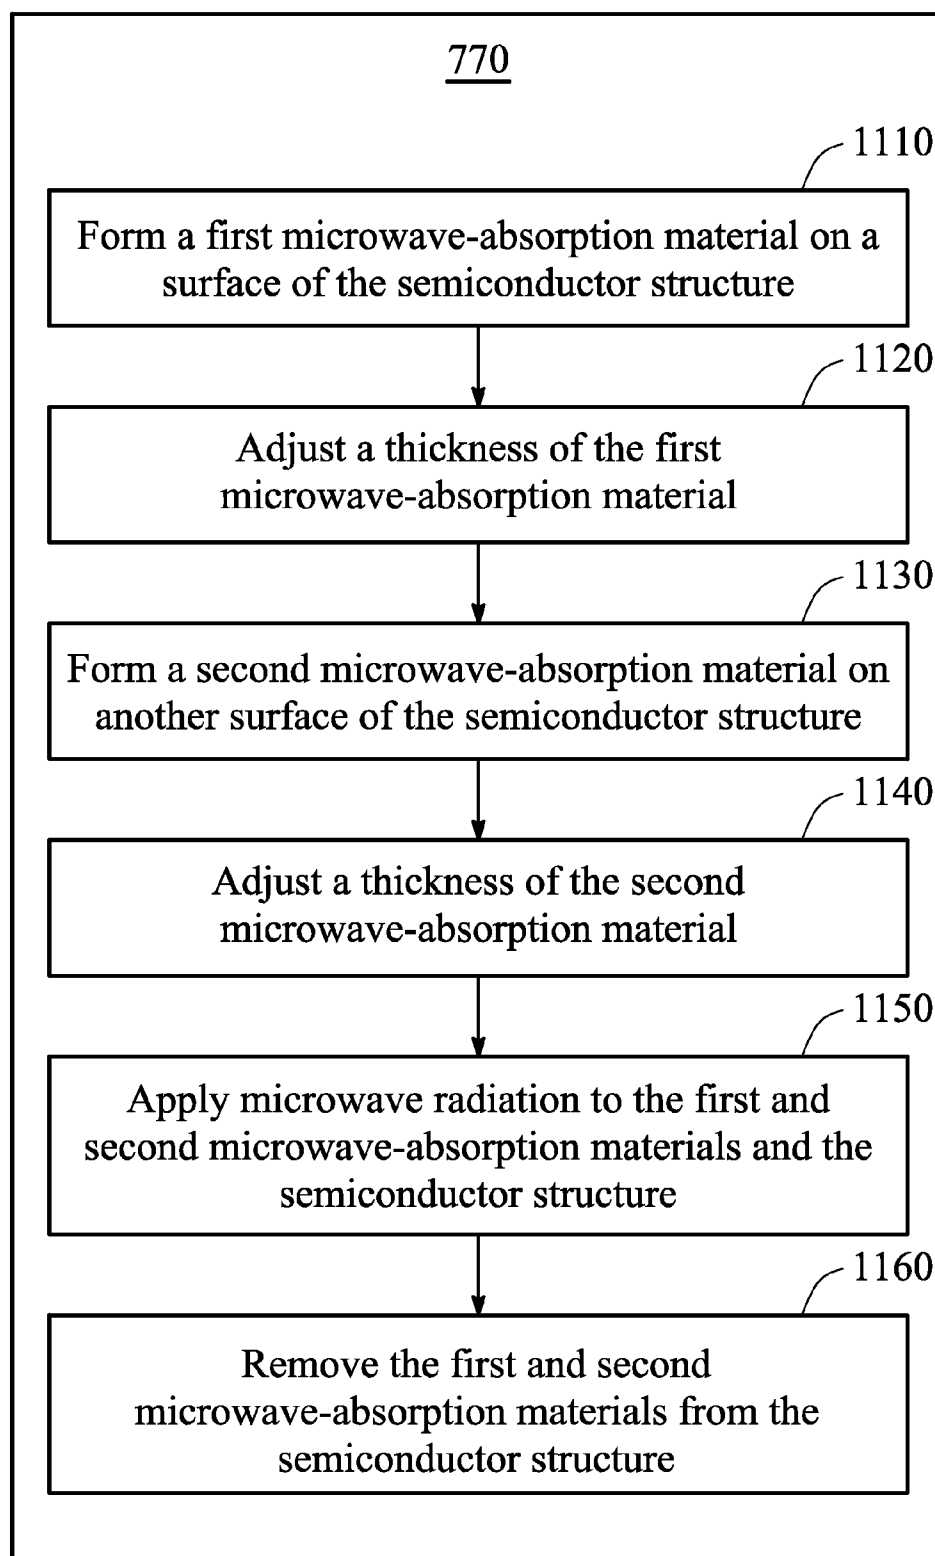 770
1110
Form a first microwave-absorption material on a
surface of the semiconductor structure
1120
Adjust a thickness of the first
microwave-absorption material
1130
Form a second microwave-absorption material on
another surface of the semiconductor structure
1140
Adjust a thickness of the second
microwave-absorption material
1150
Apply microwave radiation to the first and
second microwave-absorption materials and the
semiconductor structure
1160
Remove the first and second
microwave-absorption materials from the
semiconductor structure